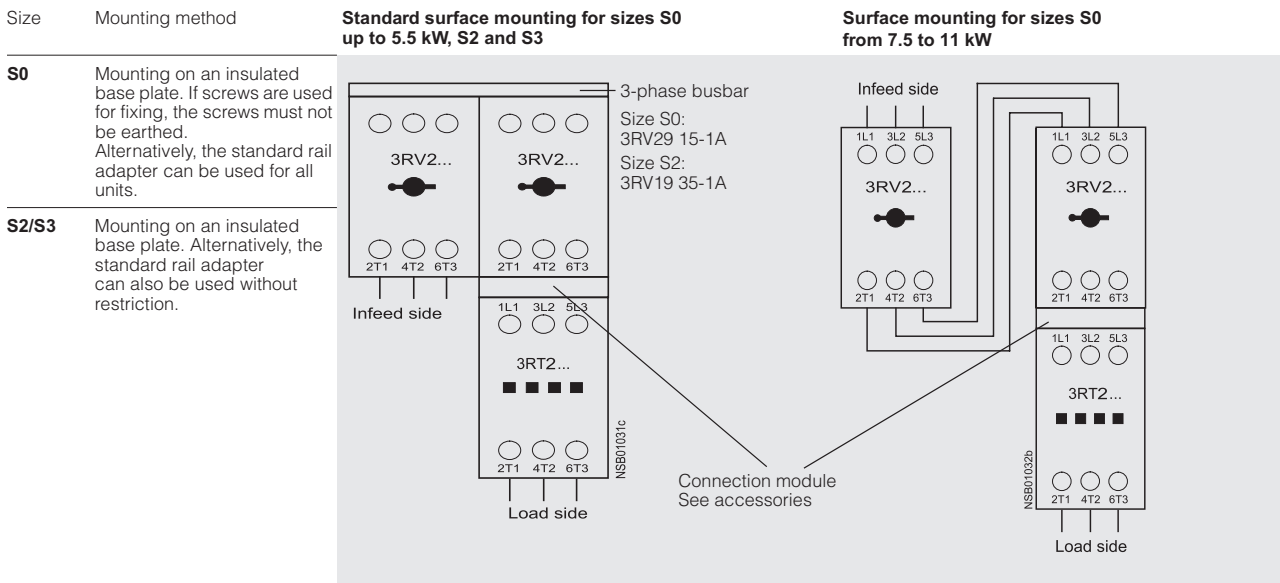 Size Mounting method
Standard surface mounting for sizes S0
up to 5.5 kW, S2 and S3
Surface mounting for sizes S0
from 7.5 to 11 kW
S0 Mounting on an insulated
base plate. If screws are used
for fixing, the screws must not
be earthed.
Alternatively, the standard rail
adapter can be used for all
units.
S2/S3 Mounting on an insulated
base plate. Alternatively, the
standard rail adapter
can also be used without
restriction.
3-phase busbar
Size S0:
3RV29 15-1A
Size S2:
3RV19 35-1A
3RV2... 3RV2...
2T1 4T2 6T3 2T1 4T2 6T3
Infeed side
1L1 3L2 5L3
3RT2...
2T1 4T2 6T3
Load side
NSB01031c
Connection module
See accessories
Infeed side
1L1 3L2 5L3 1L1 3L2 5L3
3RV2... 3RV2...
2T1 4T2 6T3 2T1 4T2 6T3
1L1 3L2 5L3
3RT2...
2T1 4T2 6T3
Load side
NSB01032b